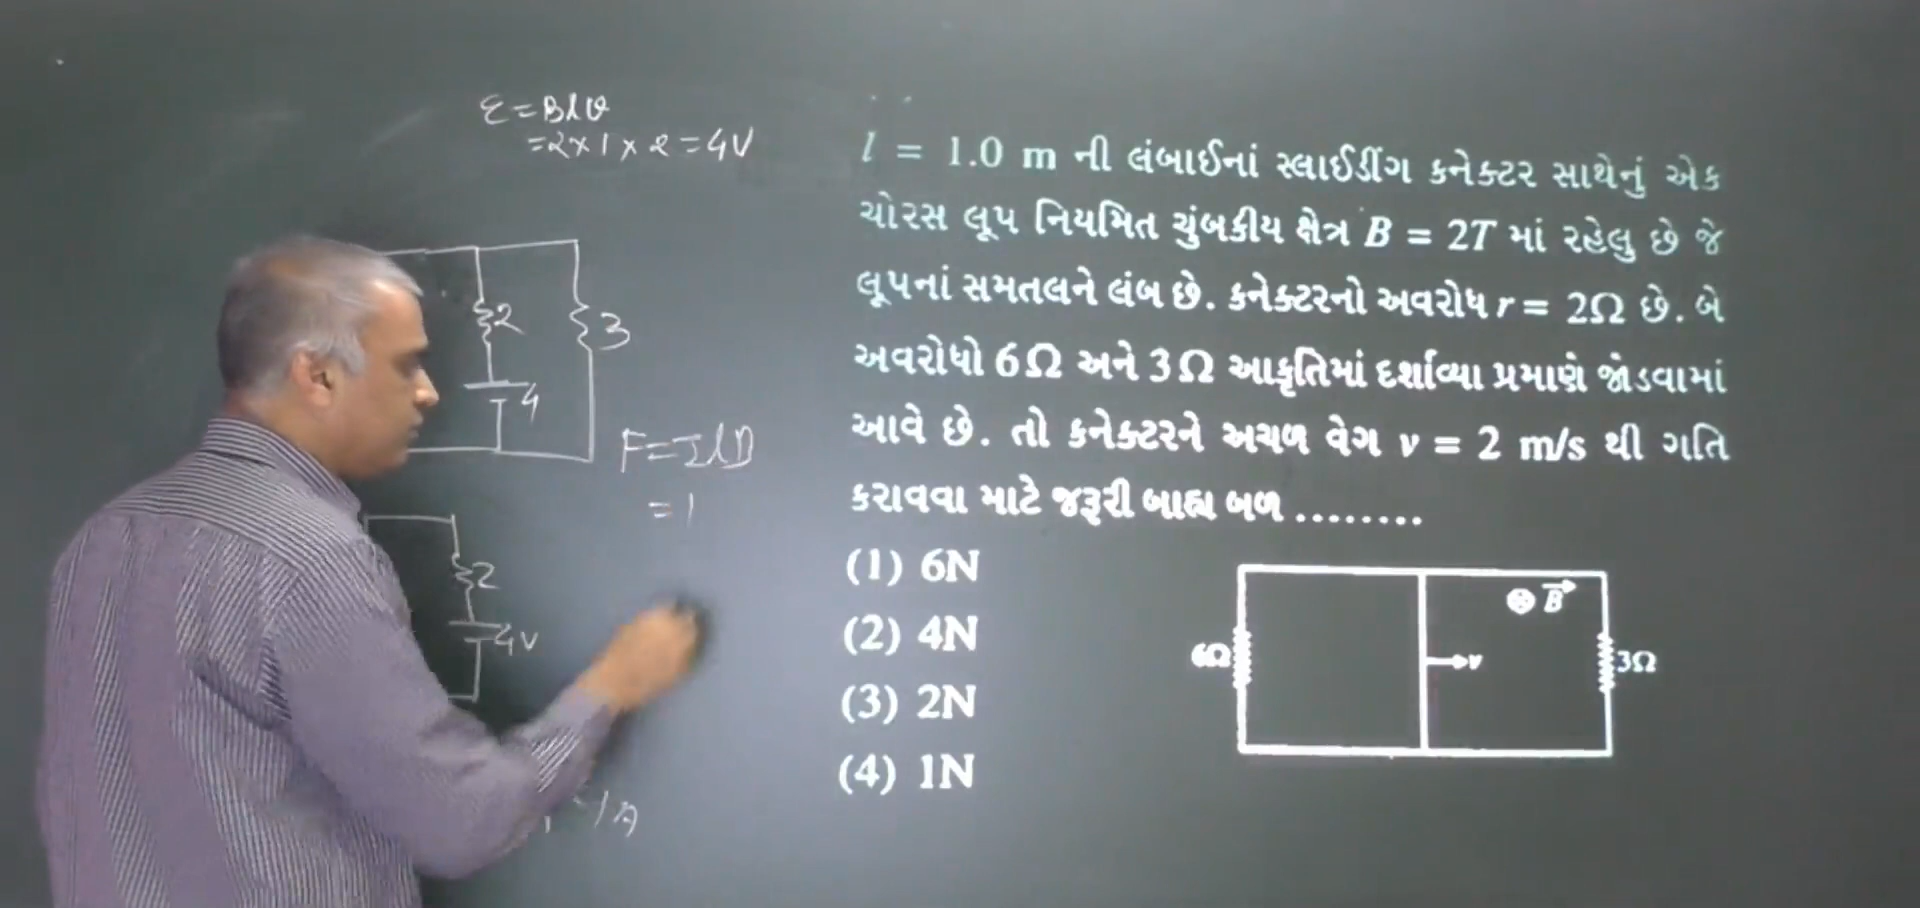 ε = Blv
= 2 × 1 × 2 = 4V
2
3
4
F = IlB
= 1
2
4V
= 1A
l = 1.0 m ની લંબાઈનાં સ્લાઈડીંગ કનેક્ટર સાથેનું એક
ચોરસ લૂપ નિયમિત ચુંબકીય ક્ષેત્ર B = 2T માં રહેલુ છે જે
લૂપનાં સમતલને લંબ છે. કનેક્ટરનો અવરોધ r = 2Ω છે. બે
અવરોધો 6Ω અને 3Ω આકૃતિમાં દર્શાવ્યા પ્રમાણે જોડવામાં
આવે છે. તો કનેક્ટરને અચળ વેગ v = 2 m/s થી ગતિ
કરાવવા માટે જરૂરી બાહ્ય બળ ........
(1) 6N
(2) 4N
(3) 2N
(4) 1N
⊗ B⃗
6Ω
v
3Ω